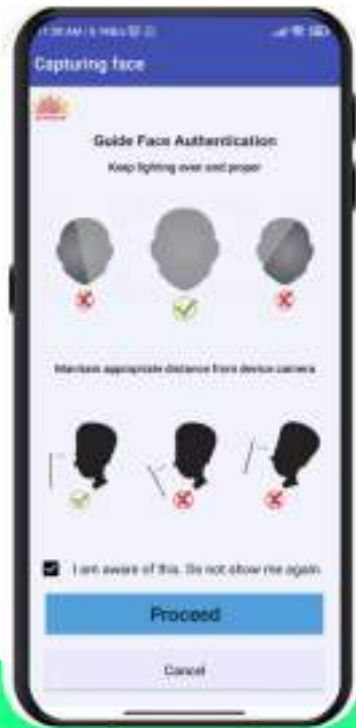 Capturing face
Guide Face Authentication
Keep lighting even and proper
Maintain appropriate distance from device camera
I am aware of this. Do not show me again
Proceed
Cancel